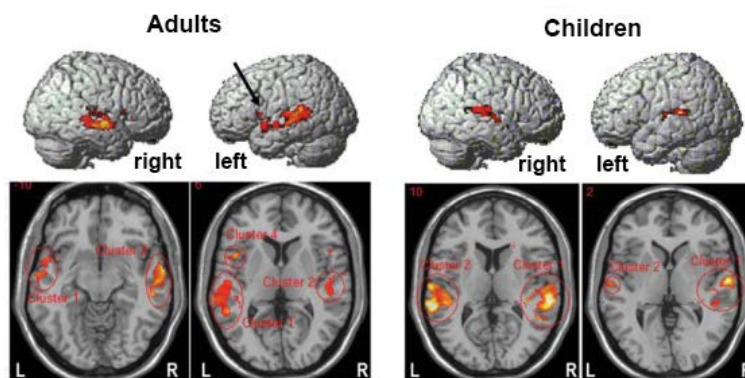 Adults
Children
right
left
right
left
-10
Cluster 3
Cluster 1
L
R
6
Cluster 4
Cluster 2
Cluster 1
L
R
10
Cluster 2
Cluster 1
L
R
2
Cluster 2
Cluster 1
L